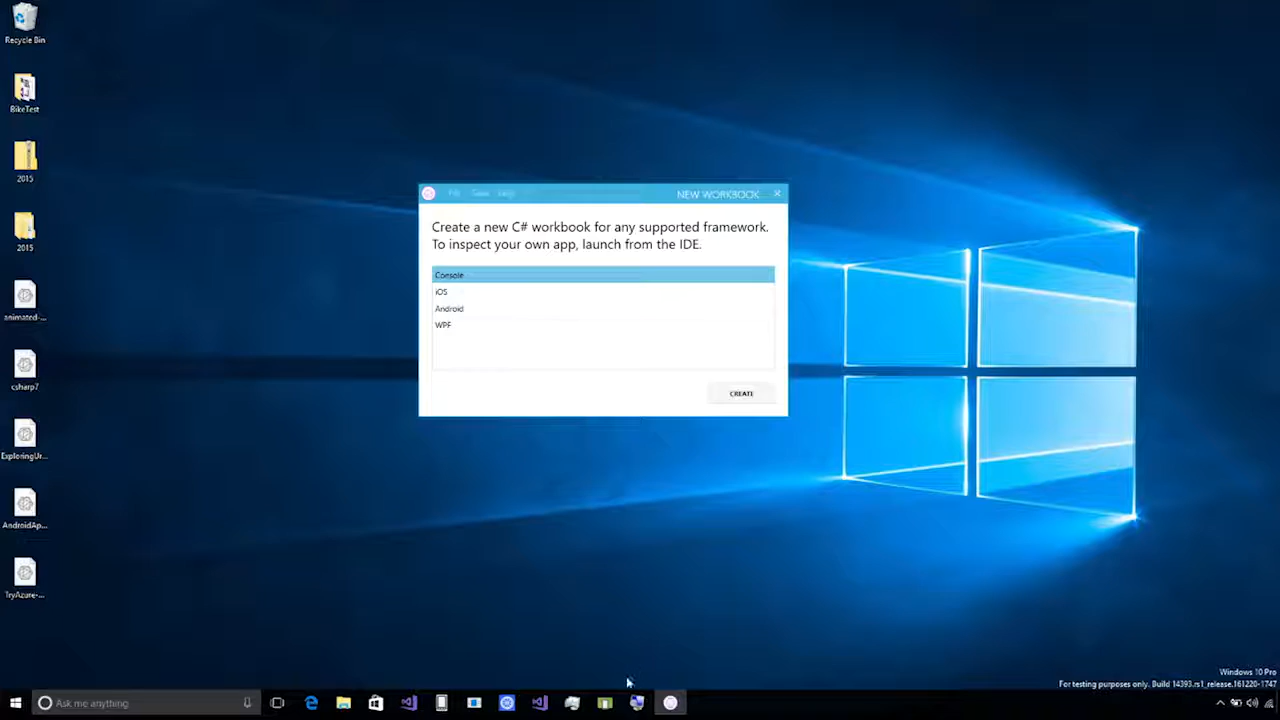 Recycle Bin
BikeTest
2015
2015
animated-...
csharp7
ExploringUr...
AndroidAp...
TryAzure-...
NEW WORKBOOK
Create a new C# workbook for any supported framework.
To inspect your own app, launch from the IDE.
Console
iOS
Android
WPF
CREATE
Windows 10 Pro
For testing purposes only. Build 14393.rs1_release.161220-1747
Ask me anything